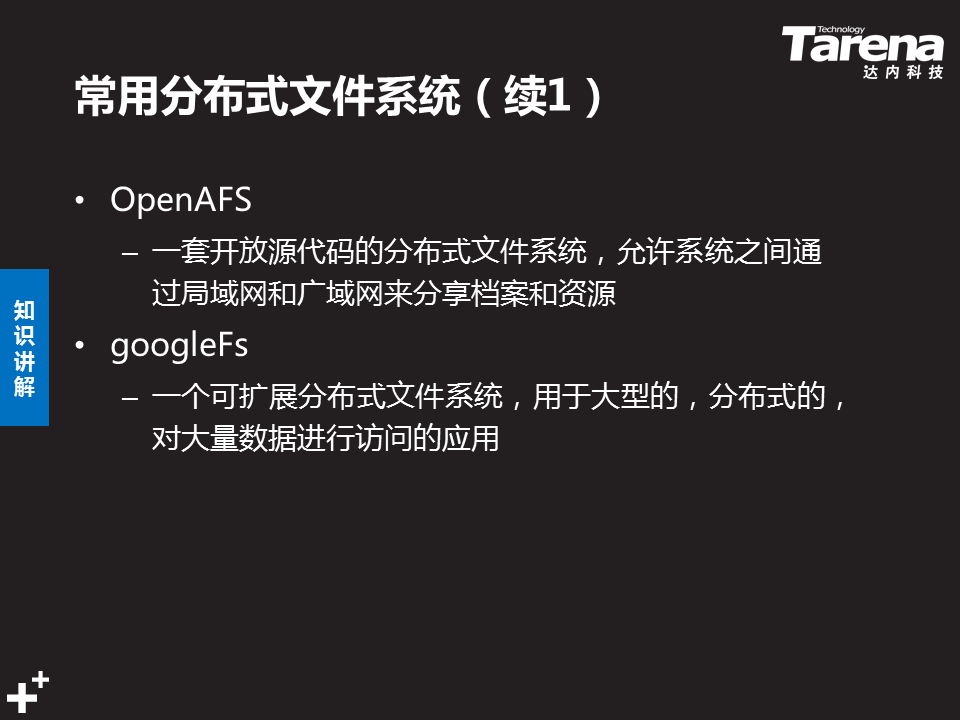 Technology
Tarena
达内科技
常用分布式文件系统（续1）
• OpenAFS
– 一套开放源代码的分布式文件系统，允许系统之间通
过局域网和广域网来分享档案和资源
• googleFs
– 一个可扩展分布式文件系统，用于大型的，分布式的，
对大量数据进行访问的应用
知
识
讲
解